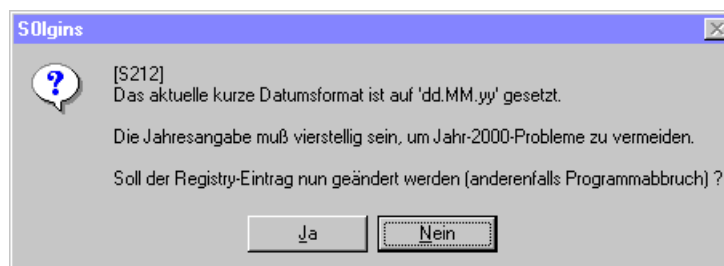 S0lgins
[S212]
Das aktuelle kurze Datumsformat ist auf 'dd.MM.yy' gesetzt.
Die Jahresangabe muß vierstellig sein, um Jahr-2000-Probleme zu vermeiden.
Soll der Registry-Eintrag nun geändert werden (anderenfalls Programmabbruch) ?
Ja
Nein